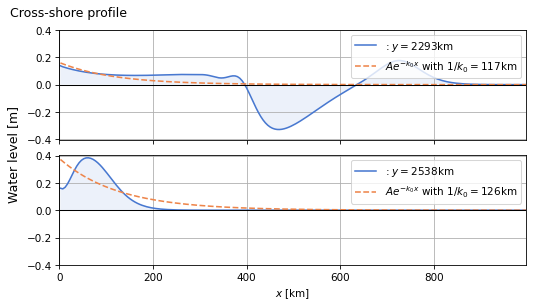 Cross-shore profile
Water level [m]
0.4
0.2
0.0
−0.2
−0.4
: y = 2293km
Ae^{−k₀x} with 1/k₀ = 117km
0.4
0.2
0.0
−0.2
−0.4
: y = 2538km
Ae^{−k₀x} with 1/k₀ = 126km
0 200 400 600 800
x [km]